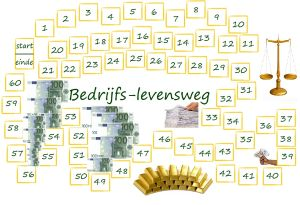 1 2 3 4 5 6 7 8 9 10
start 20 19 18 17 16 15 14 13 12 11
einde 21 22 23 24 25 26 27 28 29 30
60 Bedrijfs-levensweg 32 31
59 33
58 54 53 36 35 34 37
57 52 46 45 38
55 51 47 44 43 39
56 50 49 48 42 41 40